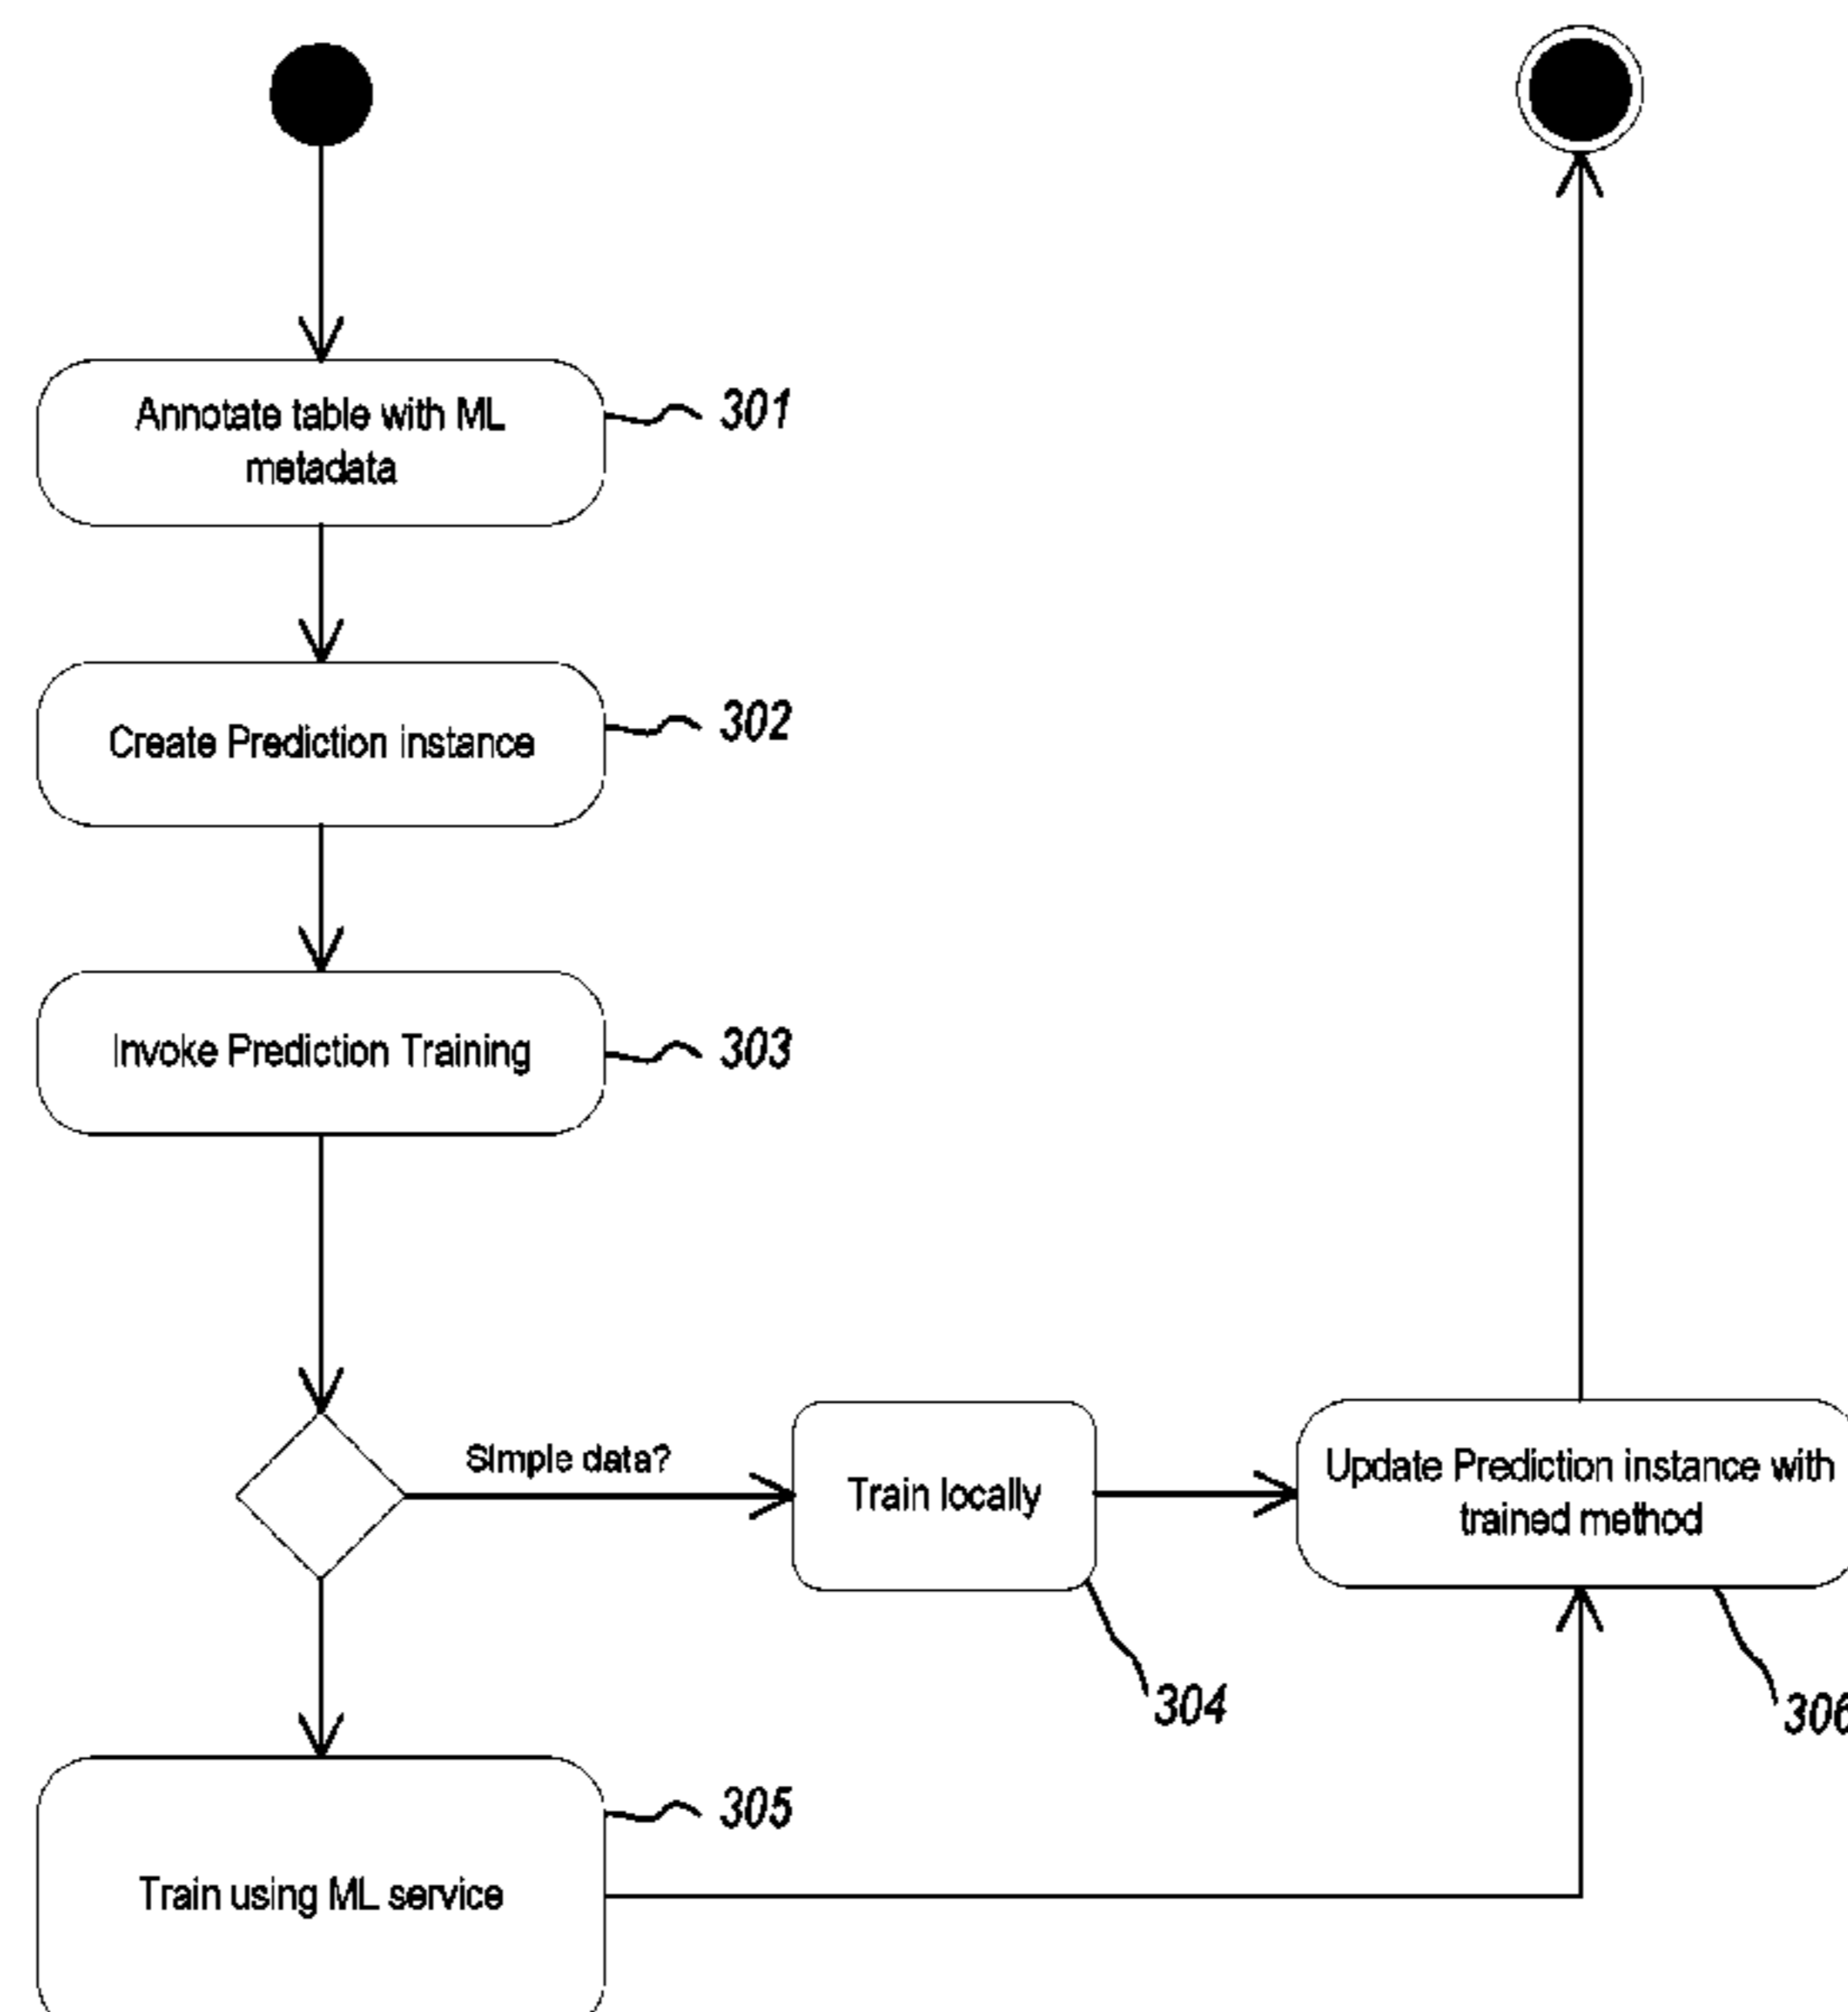 Annotate table with ML
metadata
301
Create Prediction instance
302
Invoke Prediction Training
303
SImple data?
Train locally
304
Update Prediction instance with
trained method
306
305
Train using ML service